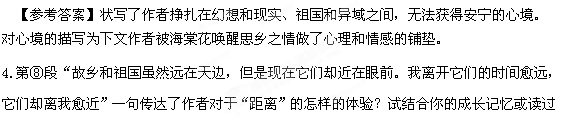 【参考答案】状写了作者挣扎在幻想和现实、祖国和异域之间，无法获得安宁的心境。
对心境的描写为下文作者被海棠花唤醒思乡之情做了心理和情感的铺垫。
4.第⑧段“故乡和祖国虽然远在天边，但是现在它们却近在眼前。我离开它们的时间愈远，
它们却离我愈近”一句传达了作者对于“距离”的怎样的体验？试结合你的成长记忆或读过